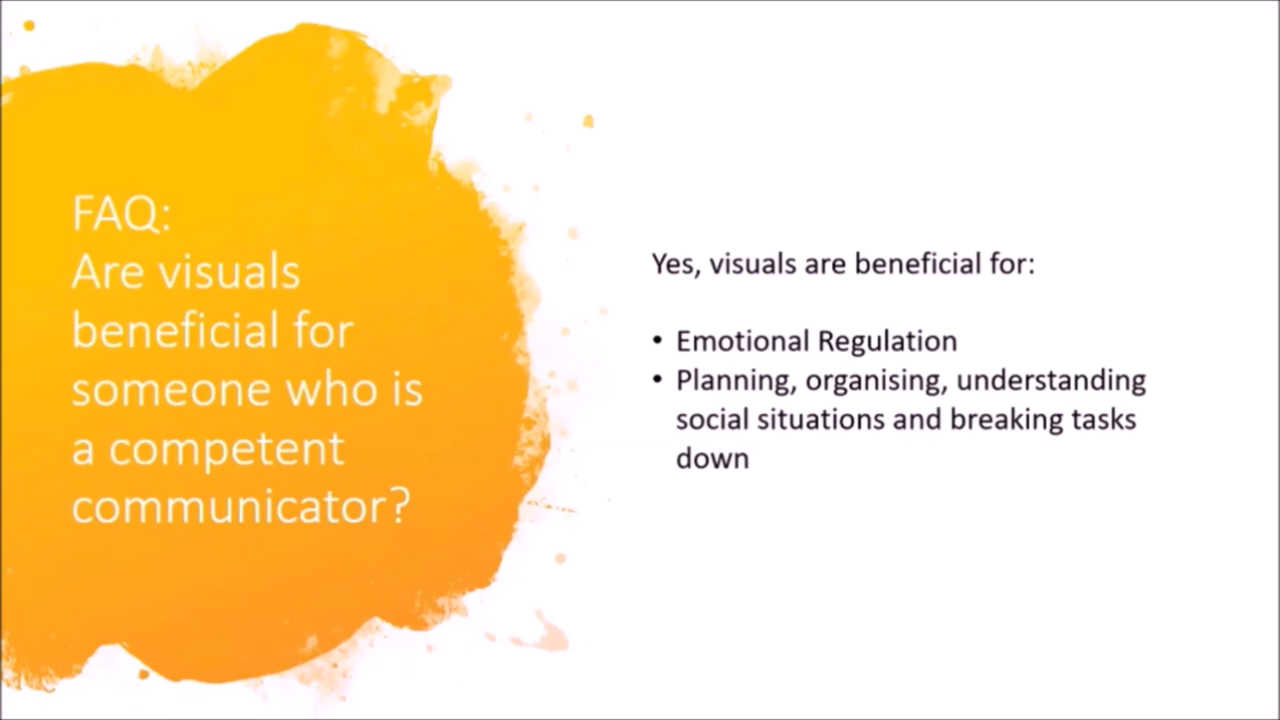 FAQ:
Are visuals
beneficial for
someone who is
a competent
communicator?
Yes, visuals are beneficial for:
• Emotional Regulation
• Planning, organising, understanding
social situations and breaking tasks
down